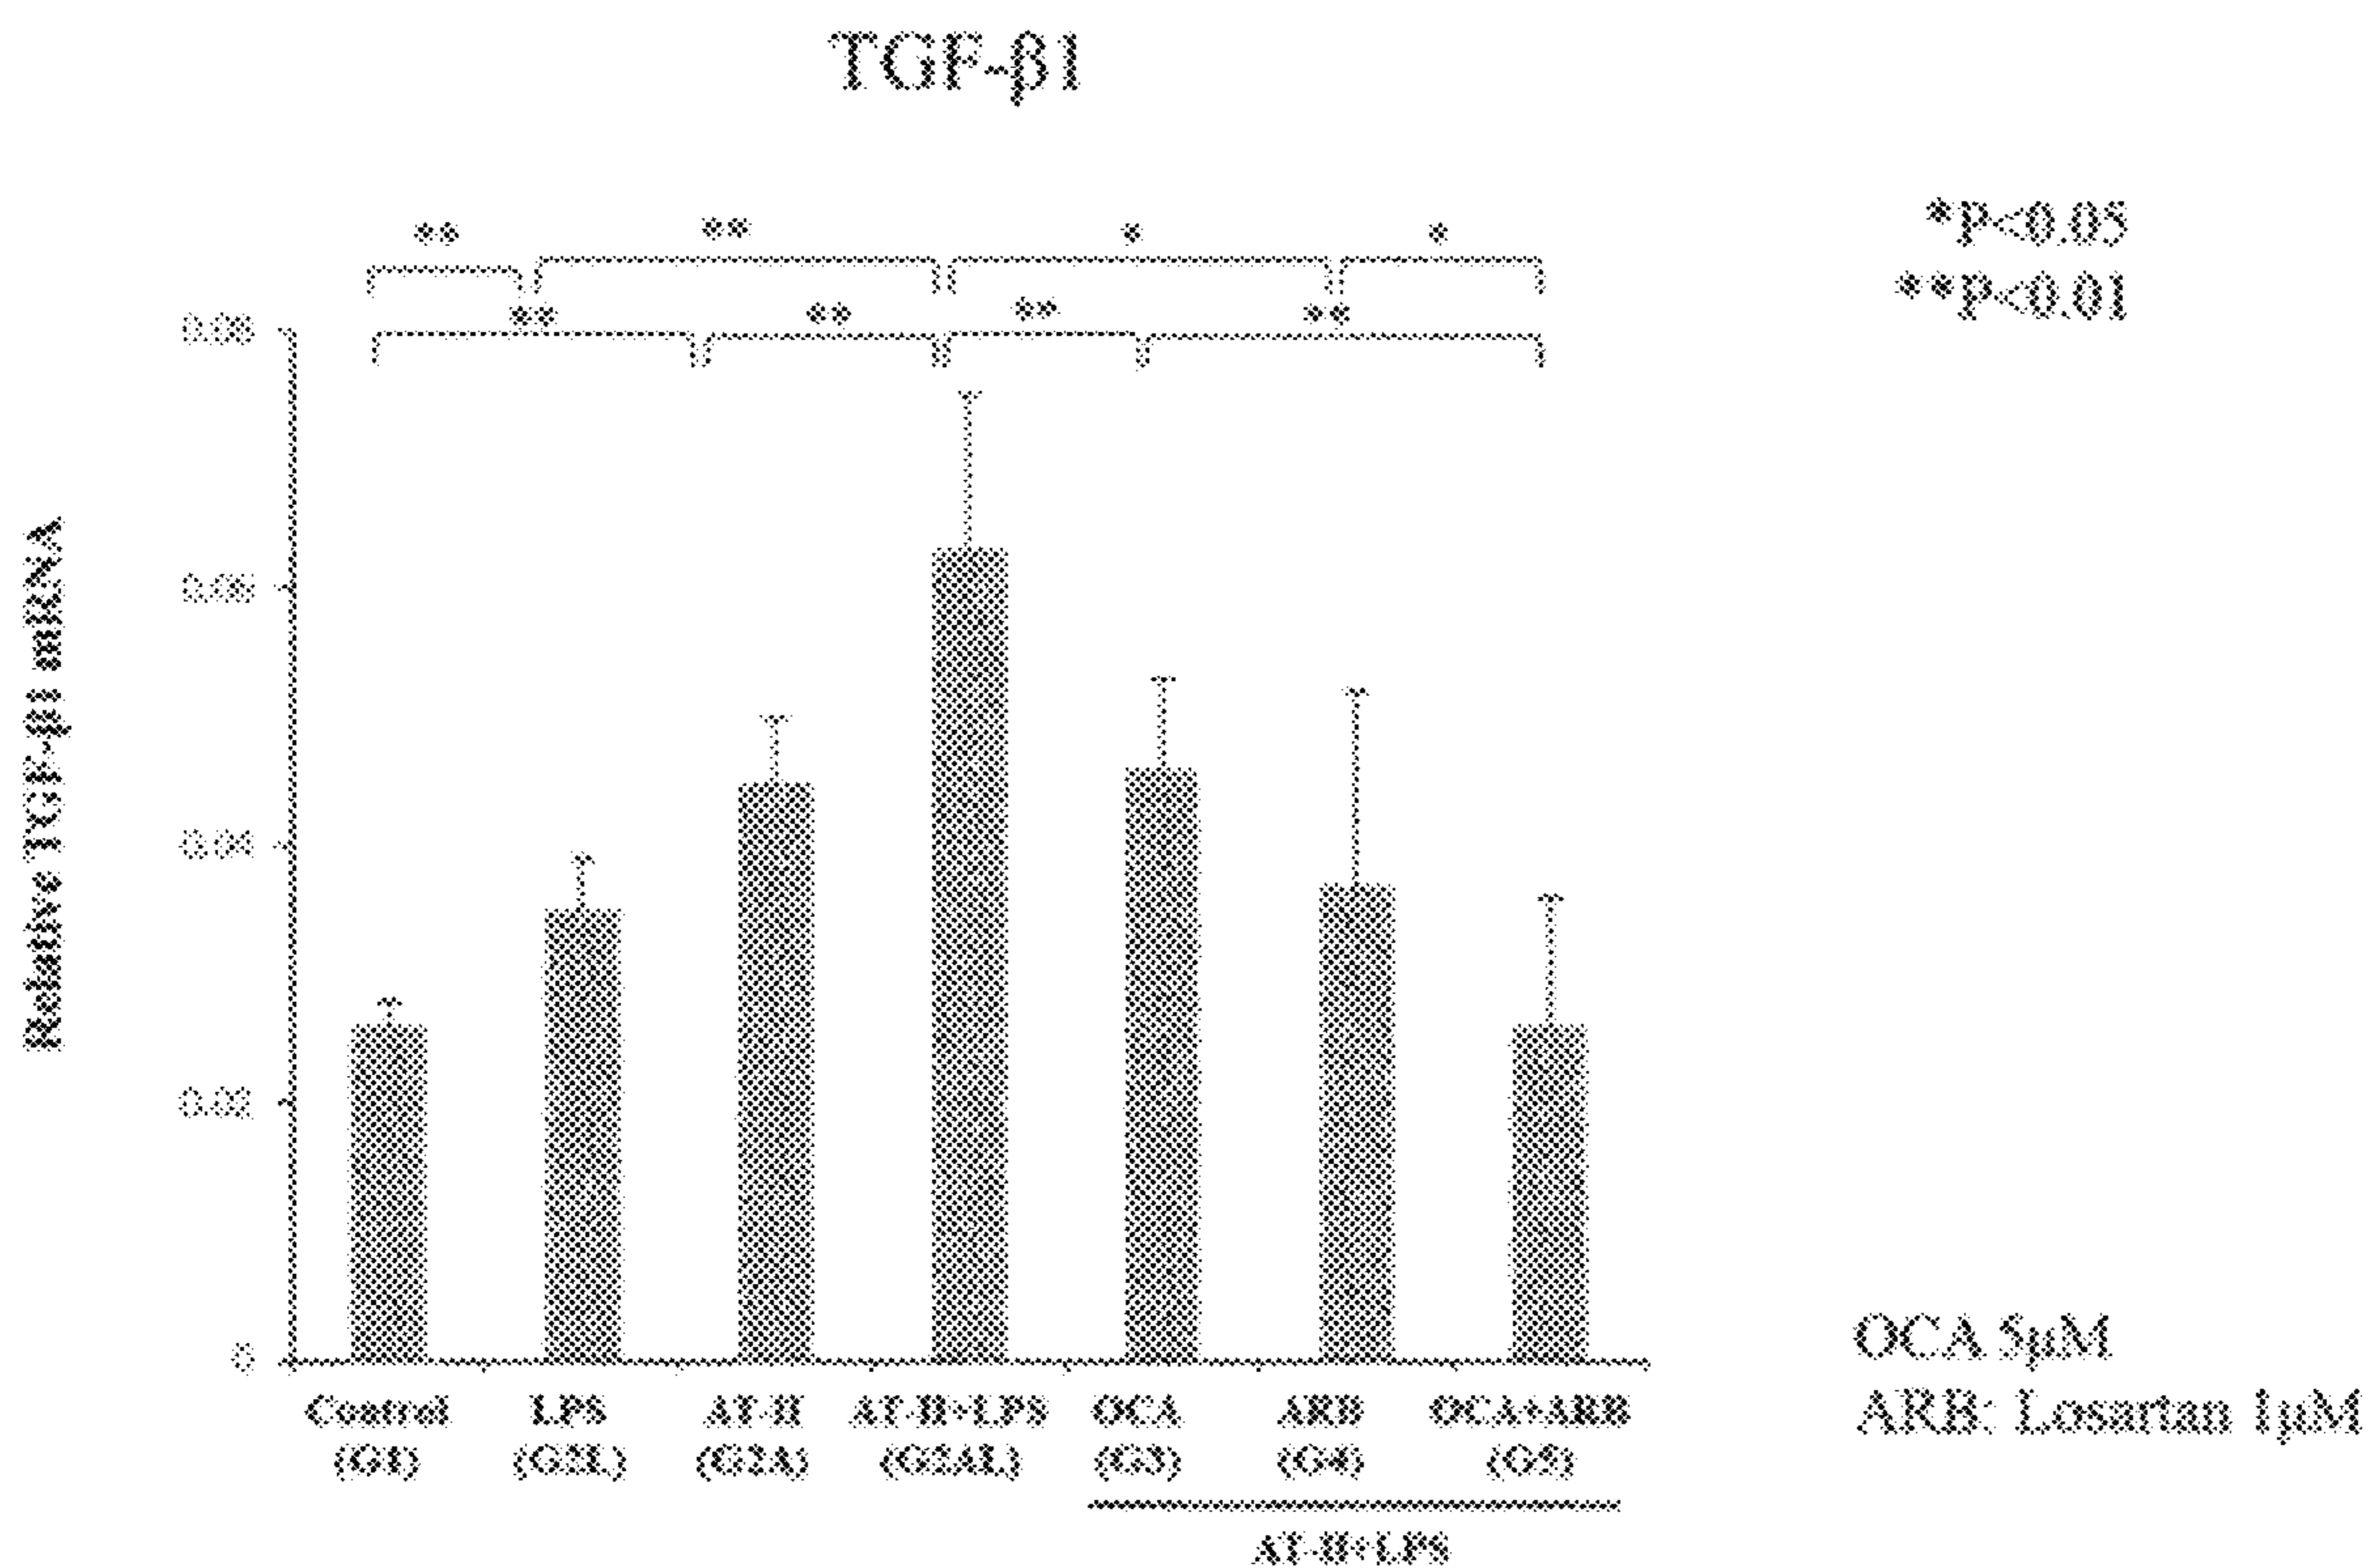 TGF-β1
*P<0.05
**P<0.01
** ** * *
** ** ** **
0.08
0.06
0.04
0.02
0
Relative TGF-β1 mRNA
Control LPS AT-II AT-II+LPS OCA ARB OCA+ARB
(G1) (G2L) (G2A) (G2AL) (G3) (G4) (G5)
AT-II+LPS
OCA 5μM
ARB: Losartan 1μM